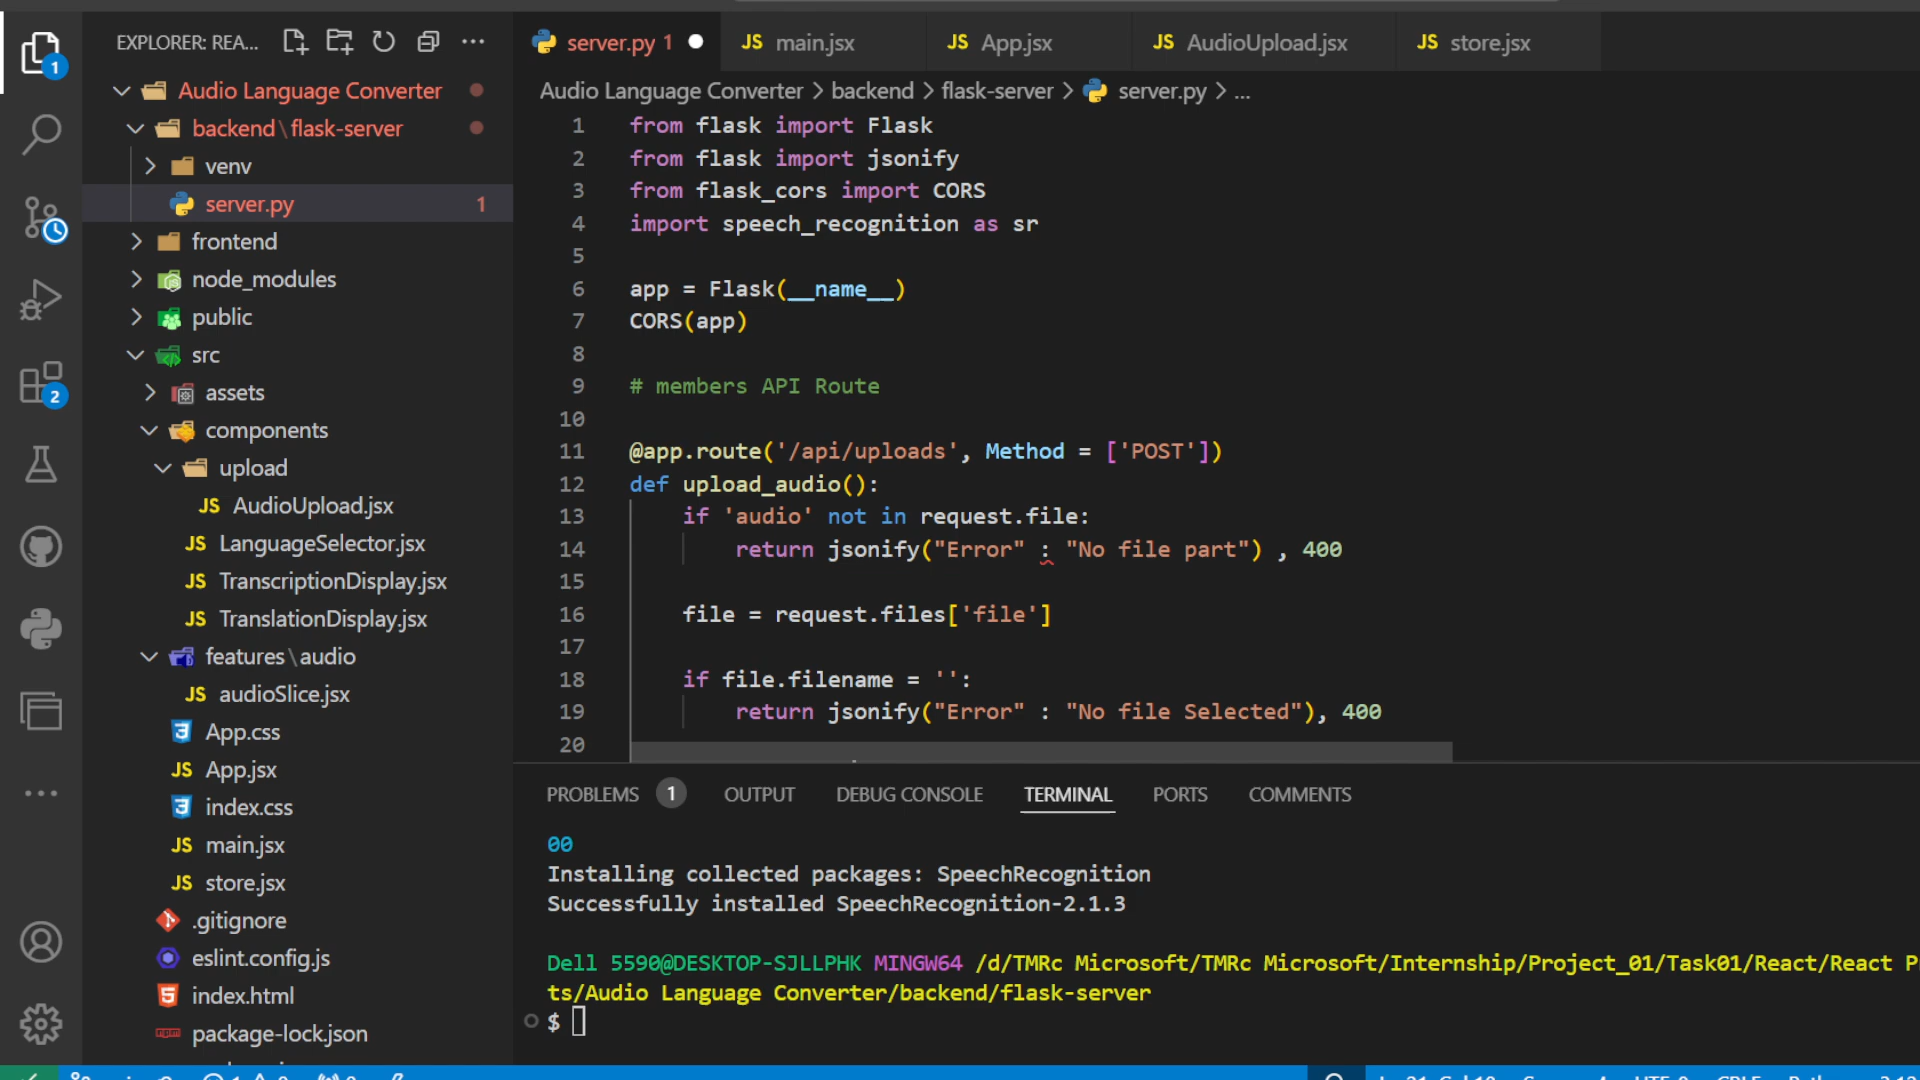 EXPLORER: REA...
Audio Language Converter
backend\flask-server
venv
server.py 1
frontend
node_modules
public
src
assets
components
upload
JS AudioUpload.jsx
JS LanguageSelector.jsx
JS TranscriptionDisplay.jsx
JS TranslationDisplay.jsx
features\audio
JS audioSlice.jsx
App.css
JS App.jsx
index.css
JS main.jsx
JS store.jsx
.gitignore
eslint.config.js
index.html
package-lock.json
1
2
server.py 1
JS main.jsx
JS App.jsx
JS AudioUpload.jsx
JS store.jsx
Audio Language Converter > backend > flask-server > server.py > ...
1 from flask import Flask
2 from flask import jsonify
3 from flask_cors import CORS
4 import speech_recognition as sr
5
6 app = Flask(__name__)
7 CORS(app)
8
9 # members API Route
10
11 @app.route('/api/uploads', Method = ['POST'])
12 def upload_audio():
13 if 'audio' not in request.file:
14 return jsonify("Error" : "No file part") , 400
15
16 file = request.files['file']
17
18 if file.filename = '':
19 return jsonify("Error" : "No file Selected"), 400
20
PROBLEMS 1 OUTPUT DEBUG CONSOLE TERMINAL PORTS COMMENTS
00
Installing collected packages: SpeechRecognition
Successfully installed SpeechRecognition-2.1.3
Dell 5590@DESKTOP-SJLLPHK MINGW64 /d/TMRc Microsoft/TMRc Microsoft/Internship/Project_01/Task01/React/React
ts/Audio Language Converter/backend/flask-server
$